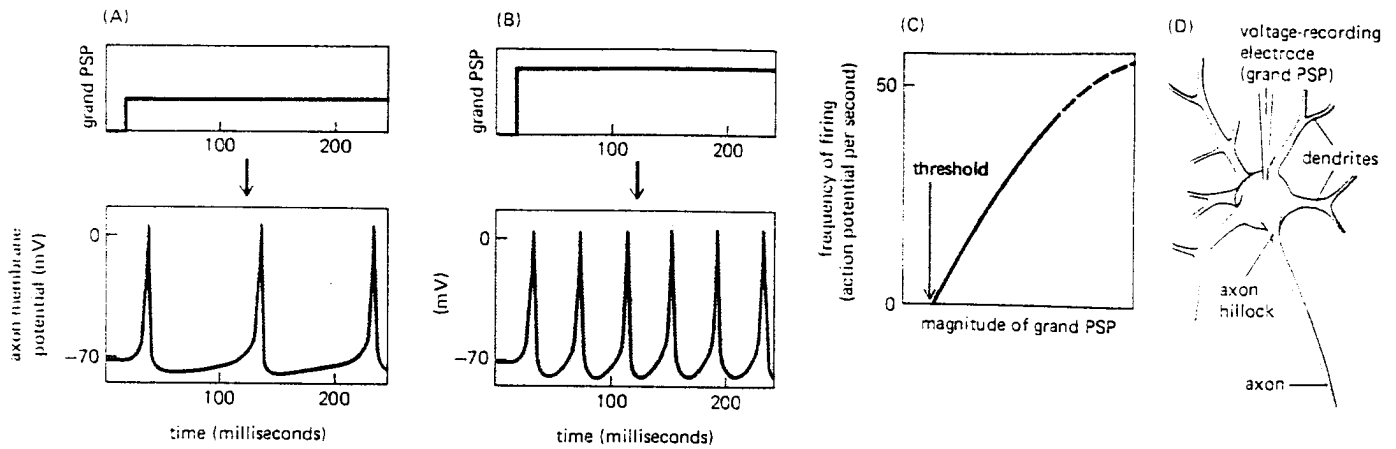 (A)
grand PSP
100
200
axon membrane
potential (mV)
0
−70
100
200
time (milliseconds)
(B)
grand PSP
100
200
(mV)
0
−70
100
200
time (milliseconds)
(C)
frequency of firing
(action potential per second)
50
0
threshold
magnitude of grand PSP
(D)
voltage-recording
electrode
(grand PSP)
dendrites
axon
hillock
axon